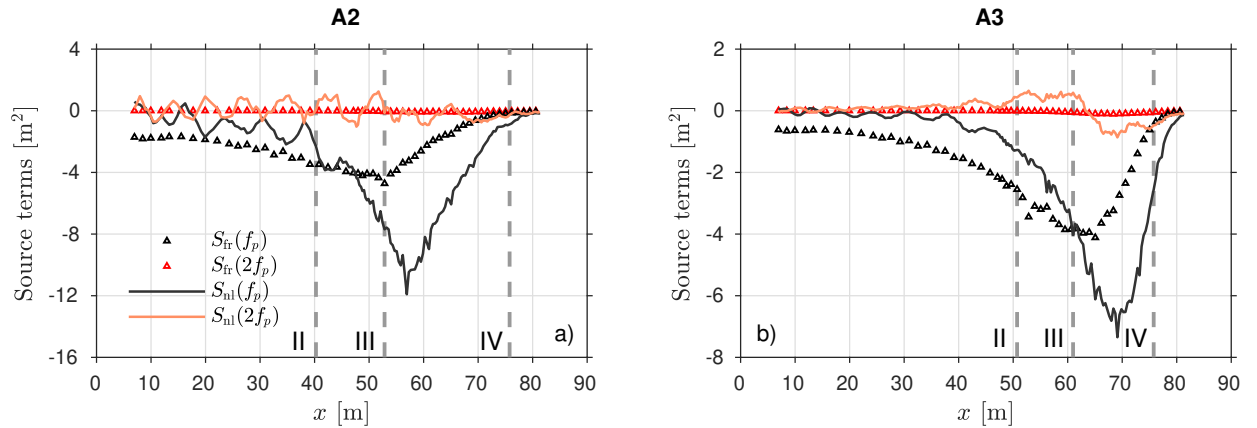 A2
Source terms [m²]
4
0
-4
-8
-12
-16
S_fr(f_p)
S_fr(2f_p)
S_nl(f_p)
S_nl(2f_p)
II
III
IV
a)
0 10 20 30 40 50 60 70 80 90
x [m]
A3
Source terms [m²]
2
0
-2
-4
-6
-8
b)
II
III
IV
0 10 20 30 40 50 60 70 80 90
x [m]